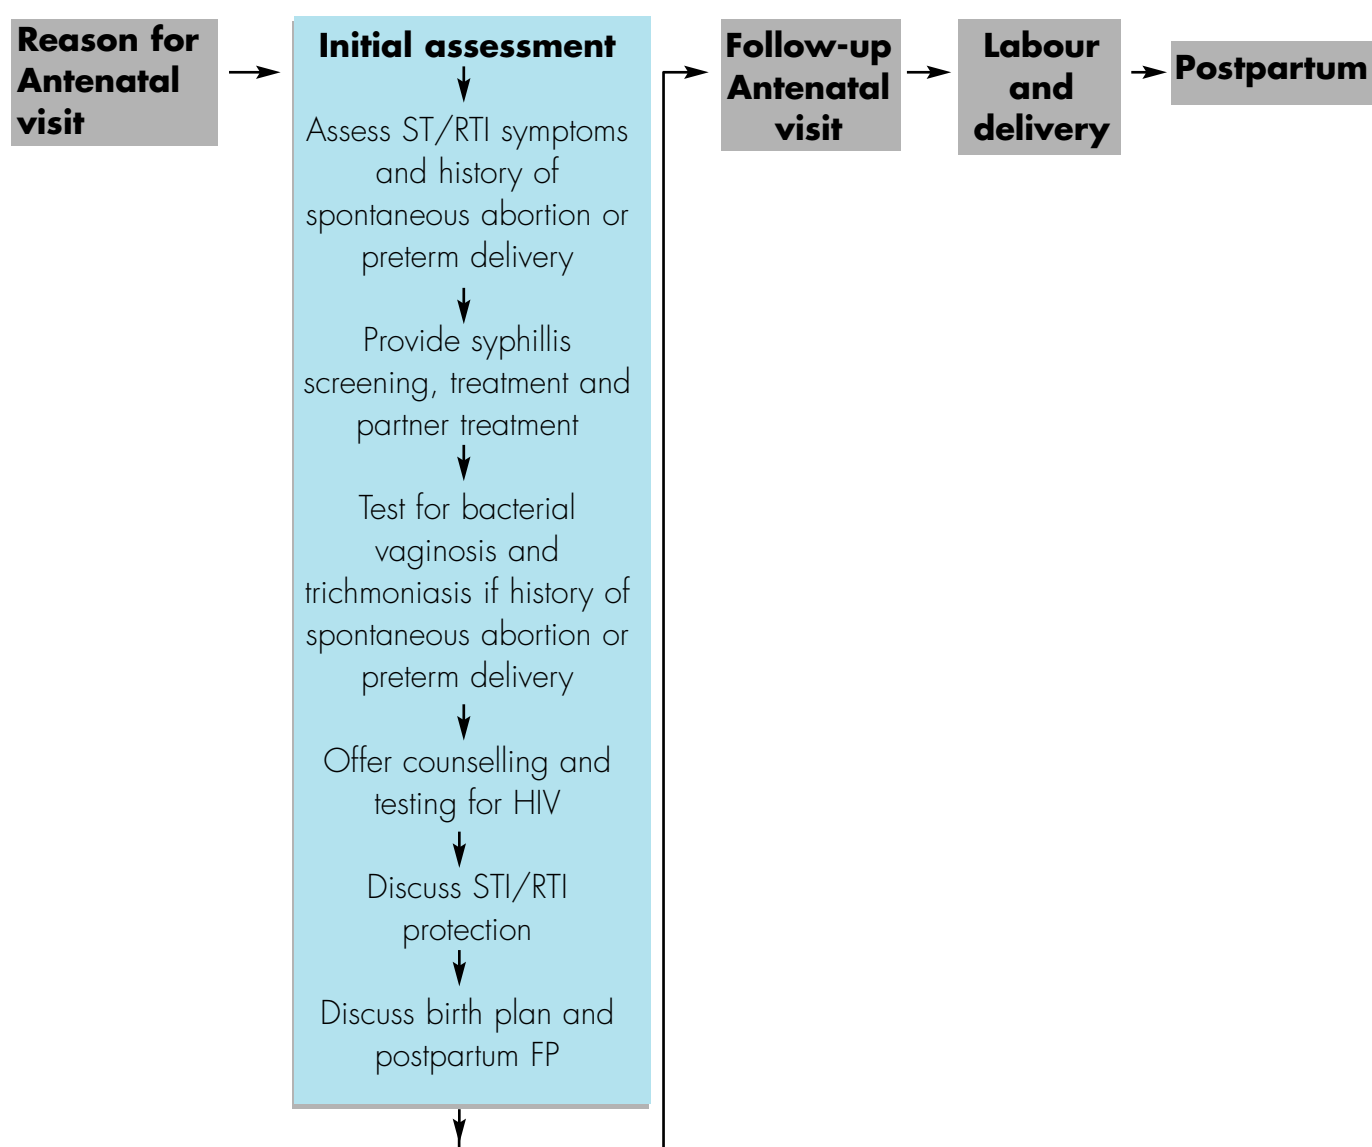 Reason for
Antenatal
visit
Initial assessment
Assess ST/RTI symptoms
and history of
spontaneous abortion or
preterm delivery
Provide syphillis
screening, treatment and
partner treatment
Test for bacterial
vaginosis and
trichmoniasis if history of
spontaneous abortion or
preterm delivery
Offer counselling and
testing for HIV
Discuss STI/RTI
protection
Discuss birth plan and
postpartum FP
Follow-up
Antenatal
visit
Labour
and
delivery
Postpartum